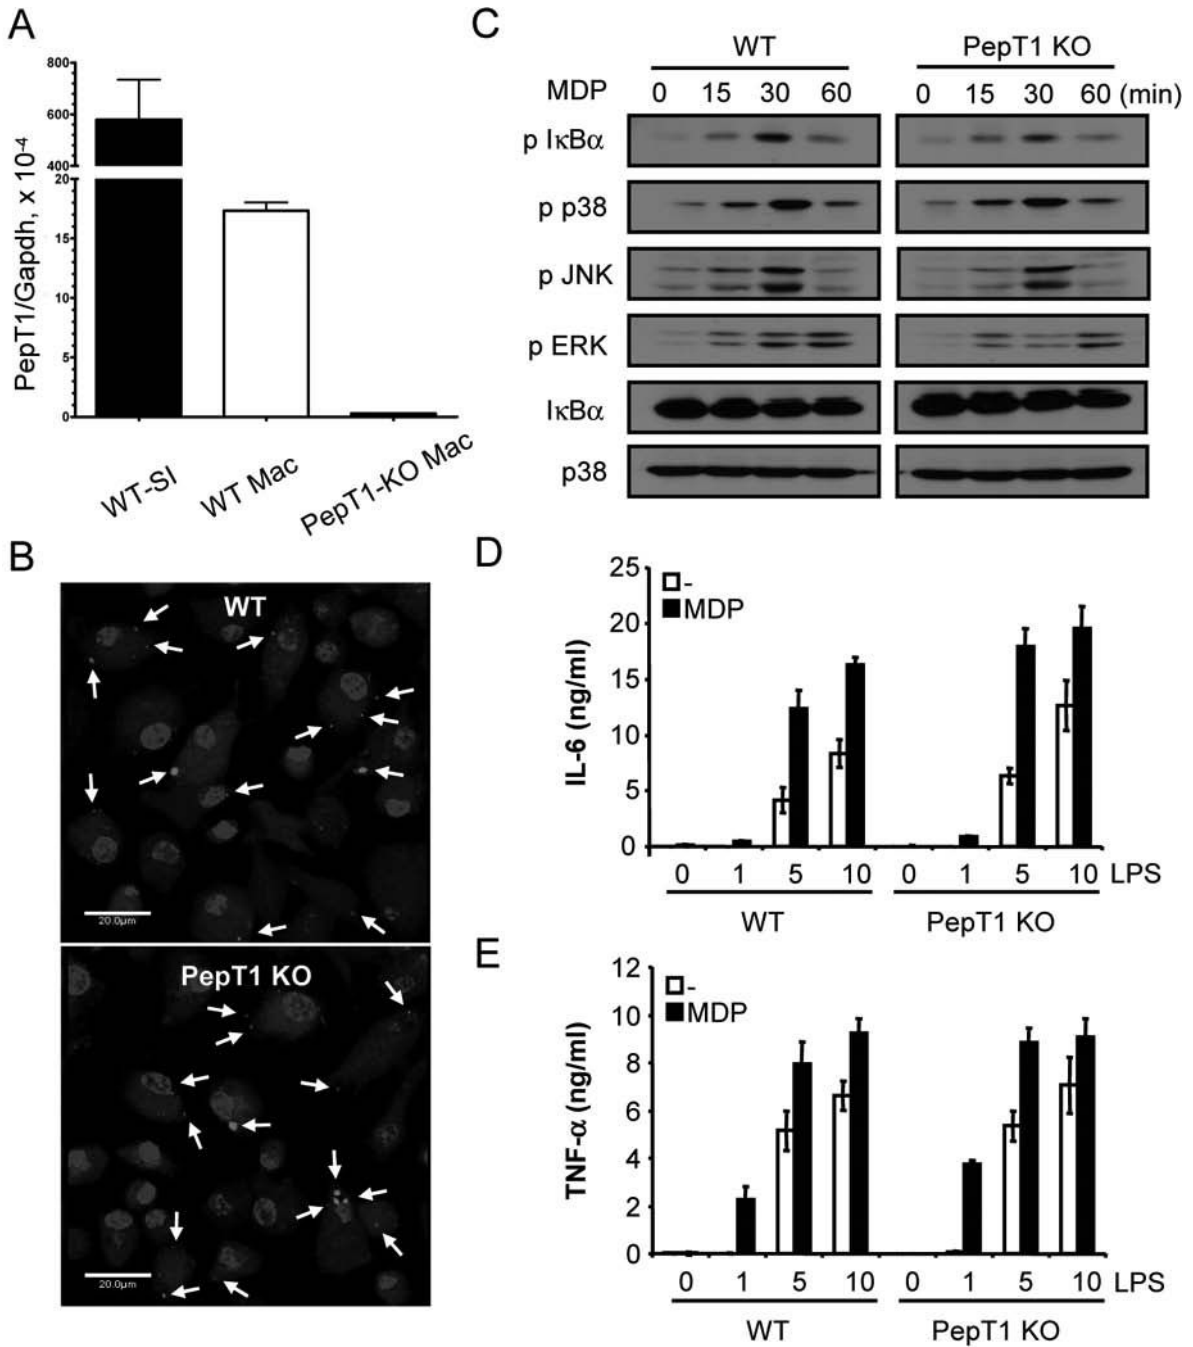 A
800
600
400
20
15
10
5
0
PepT1/Gapdh, x 10-4
WT-SI
WT Mac
PepT1-KO Mac
B
WT
20.0μm
PepT1 KO
20.0μm
C
WT
PepT1 KO
MDP 0 15 30 60 0 15 30 60 (min)
p IκBα
p p38
p JNK
p ERK
IκBα
p38
D
25
20
15
10
5
0
IL-6 (ng/ml)
-
MDP
0 1 5 10 0 1 5 10 LPS
WT PepT1 KO
E
12
10
8
6
4
2
0
TNF-α (ng/ml)
-
MDP
0 1 5 10 0 1 5 10 LPS
WT PepT1 KO